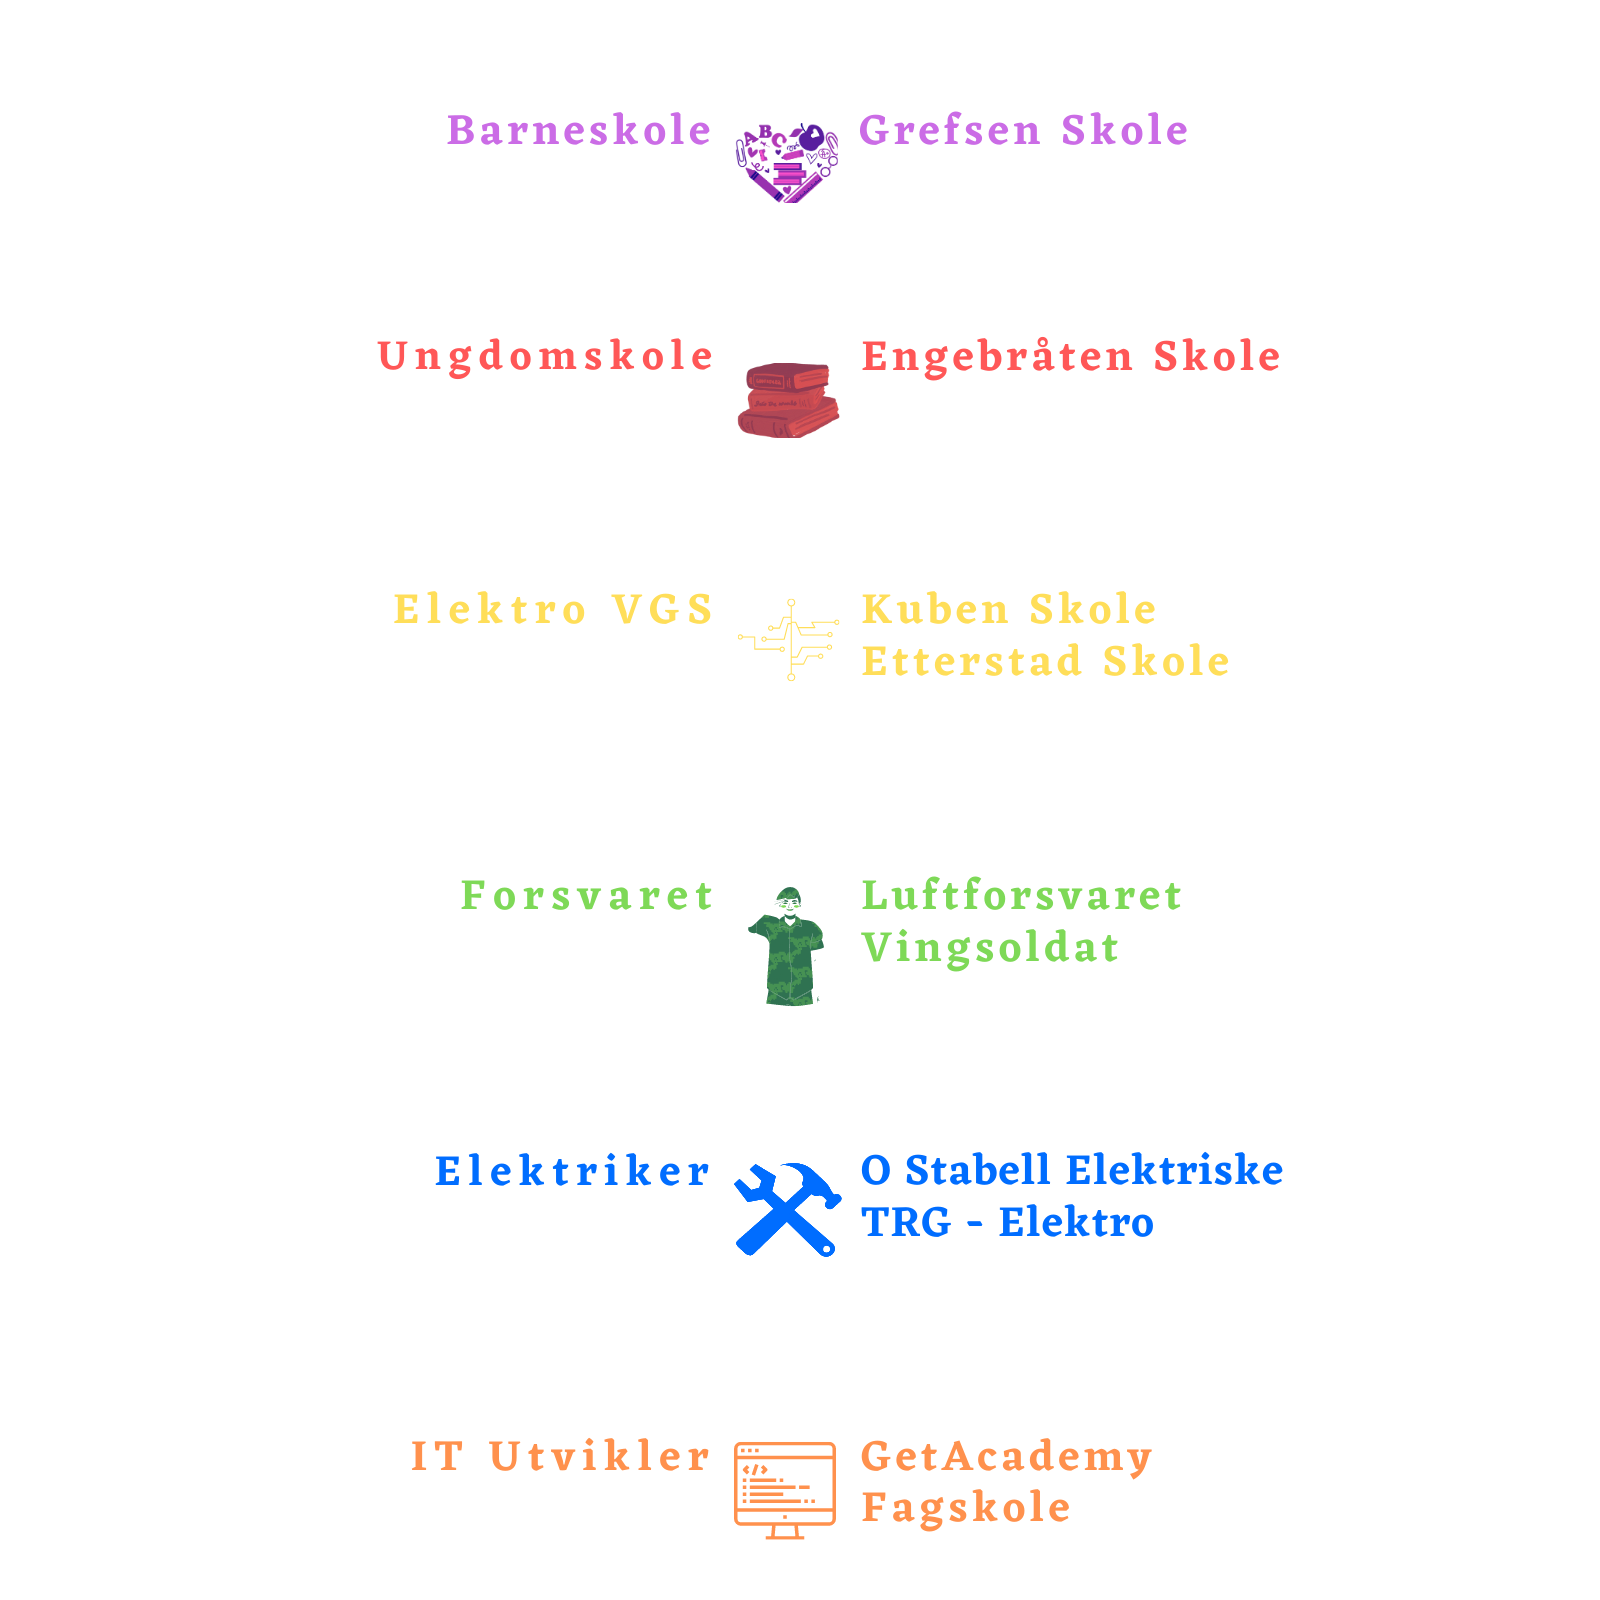 Barneskole
Grefsen Skole
Ungdomskole
Engebråten Skole
Elektro VGS
Kuben Skole
Etterstad Skole
Forsvaret
Luftforsvaret
Vingsoldat
Elektriker
O Stabell Elektriske
TRG - Elektro
IT Utvikler
GetAcademy
Fagskole